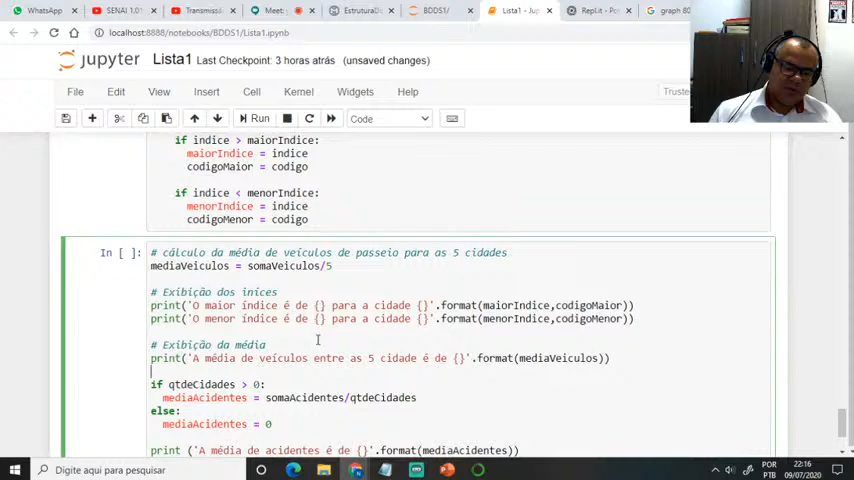 WhatsApp
SENAI 1.01
Transmissã
Meet:
EstruturaD
BDDS1/
Lista1 - Jup
Repl.it - Ru
graph 80
localhost:8888/notebooks/BDDS1/Lista1.ipynb
jupyter Lista1 Last Checkpoint: 3 horas atrás (unsaved changes)
File Edit View Insert Cell Kernel Widgets Help
Truste
Run
Code
if indice > maiorIndice:
maiorIndice = indice
codigoMaior = codigo
if indice < menorIndice:
menorIndice = indice
codigoMenor = codigo
In [ ]:
# cálculo da média de veículos de passeio para as 5 cidades
mediaVeiculos = somaVeiculos/5
# Exibição dos iníces
print('O maior índice é de {} para a cidade {}'.format(maiorIndice,codigoMaior))
print('O menor índice é de {} para a cidade {}'.format(menorIndice,codigoMenor))
# Exibição da média
print('A média de veículos entre as 5 cidade é de {}'.format(mediaVeiculos))
if qtdeCidades > 0:
mediaAcidentes = somaAcidentes/qtdeCidades
else:
mediaAcidentes = 0
print ('A média de acidentes é de {}'.format(mediaAcidentes))
Digite aqui para pesquisar
POR
PTB
22:16
09/07/2020